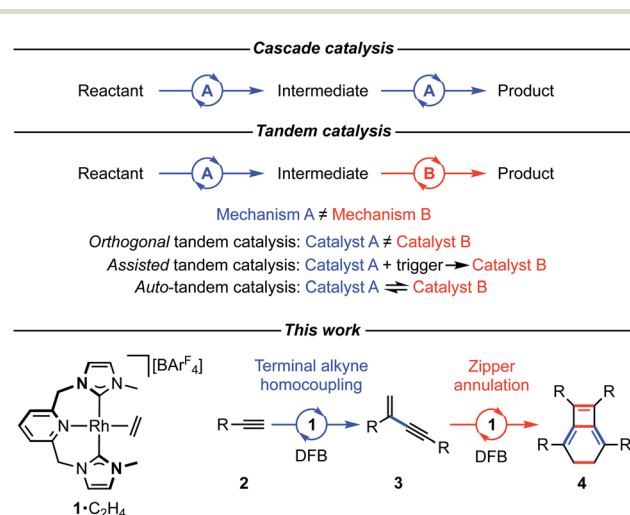 Cascade catalysis
Reactant A Intermediate A Product
Tandem catalysis
Reactant A Intermediate B Product
Mechanism A ≠ Mechanism B
Orthogonal tandem catalysis: Catalyst A ≠ Catalyst B
Assisted tandem catalysis: Catalyst A + trigger → Catalyst B
Auto-tandem catalysis: Catalyst A ⇌ Catalyst B
This work
[BArF4]
N N
N Rh
N N
1·C2H4
Terminal alkyne
homocoupling
Zipper
annulation
R 1 R R 1 R R R R
DFB DFB
2 3 4